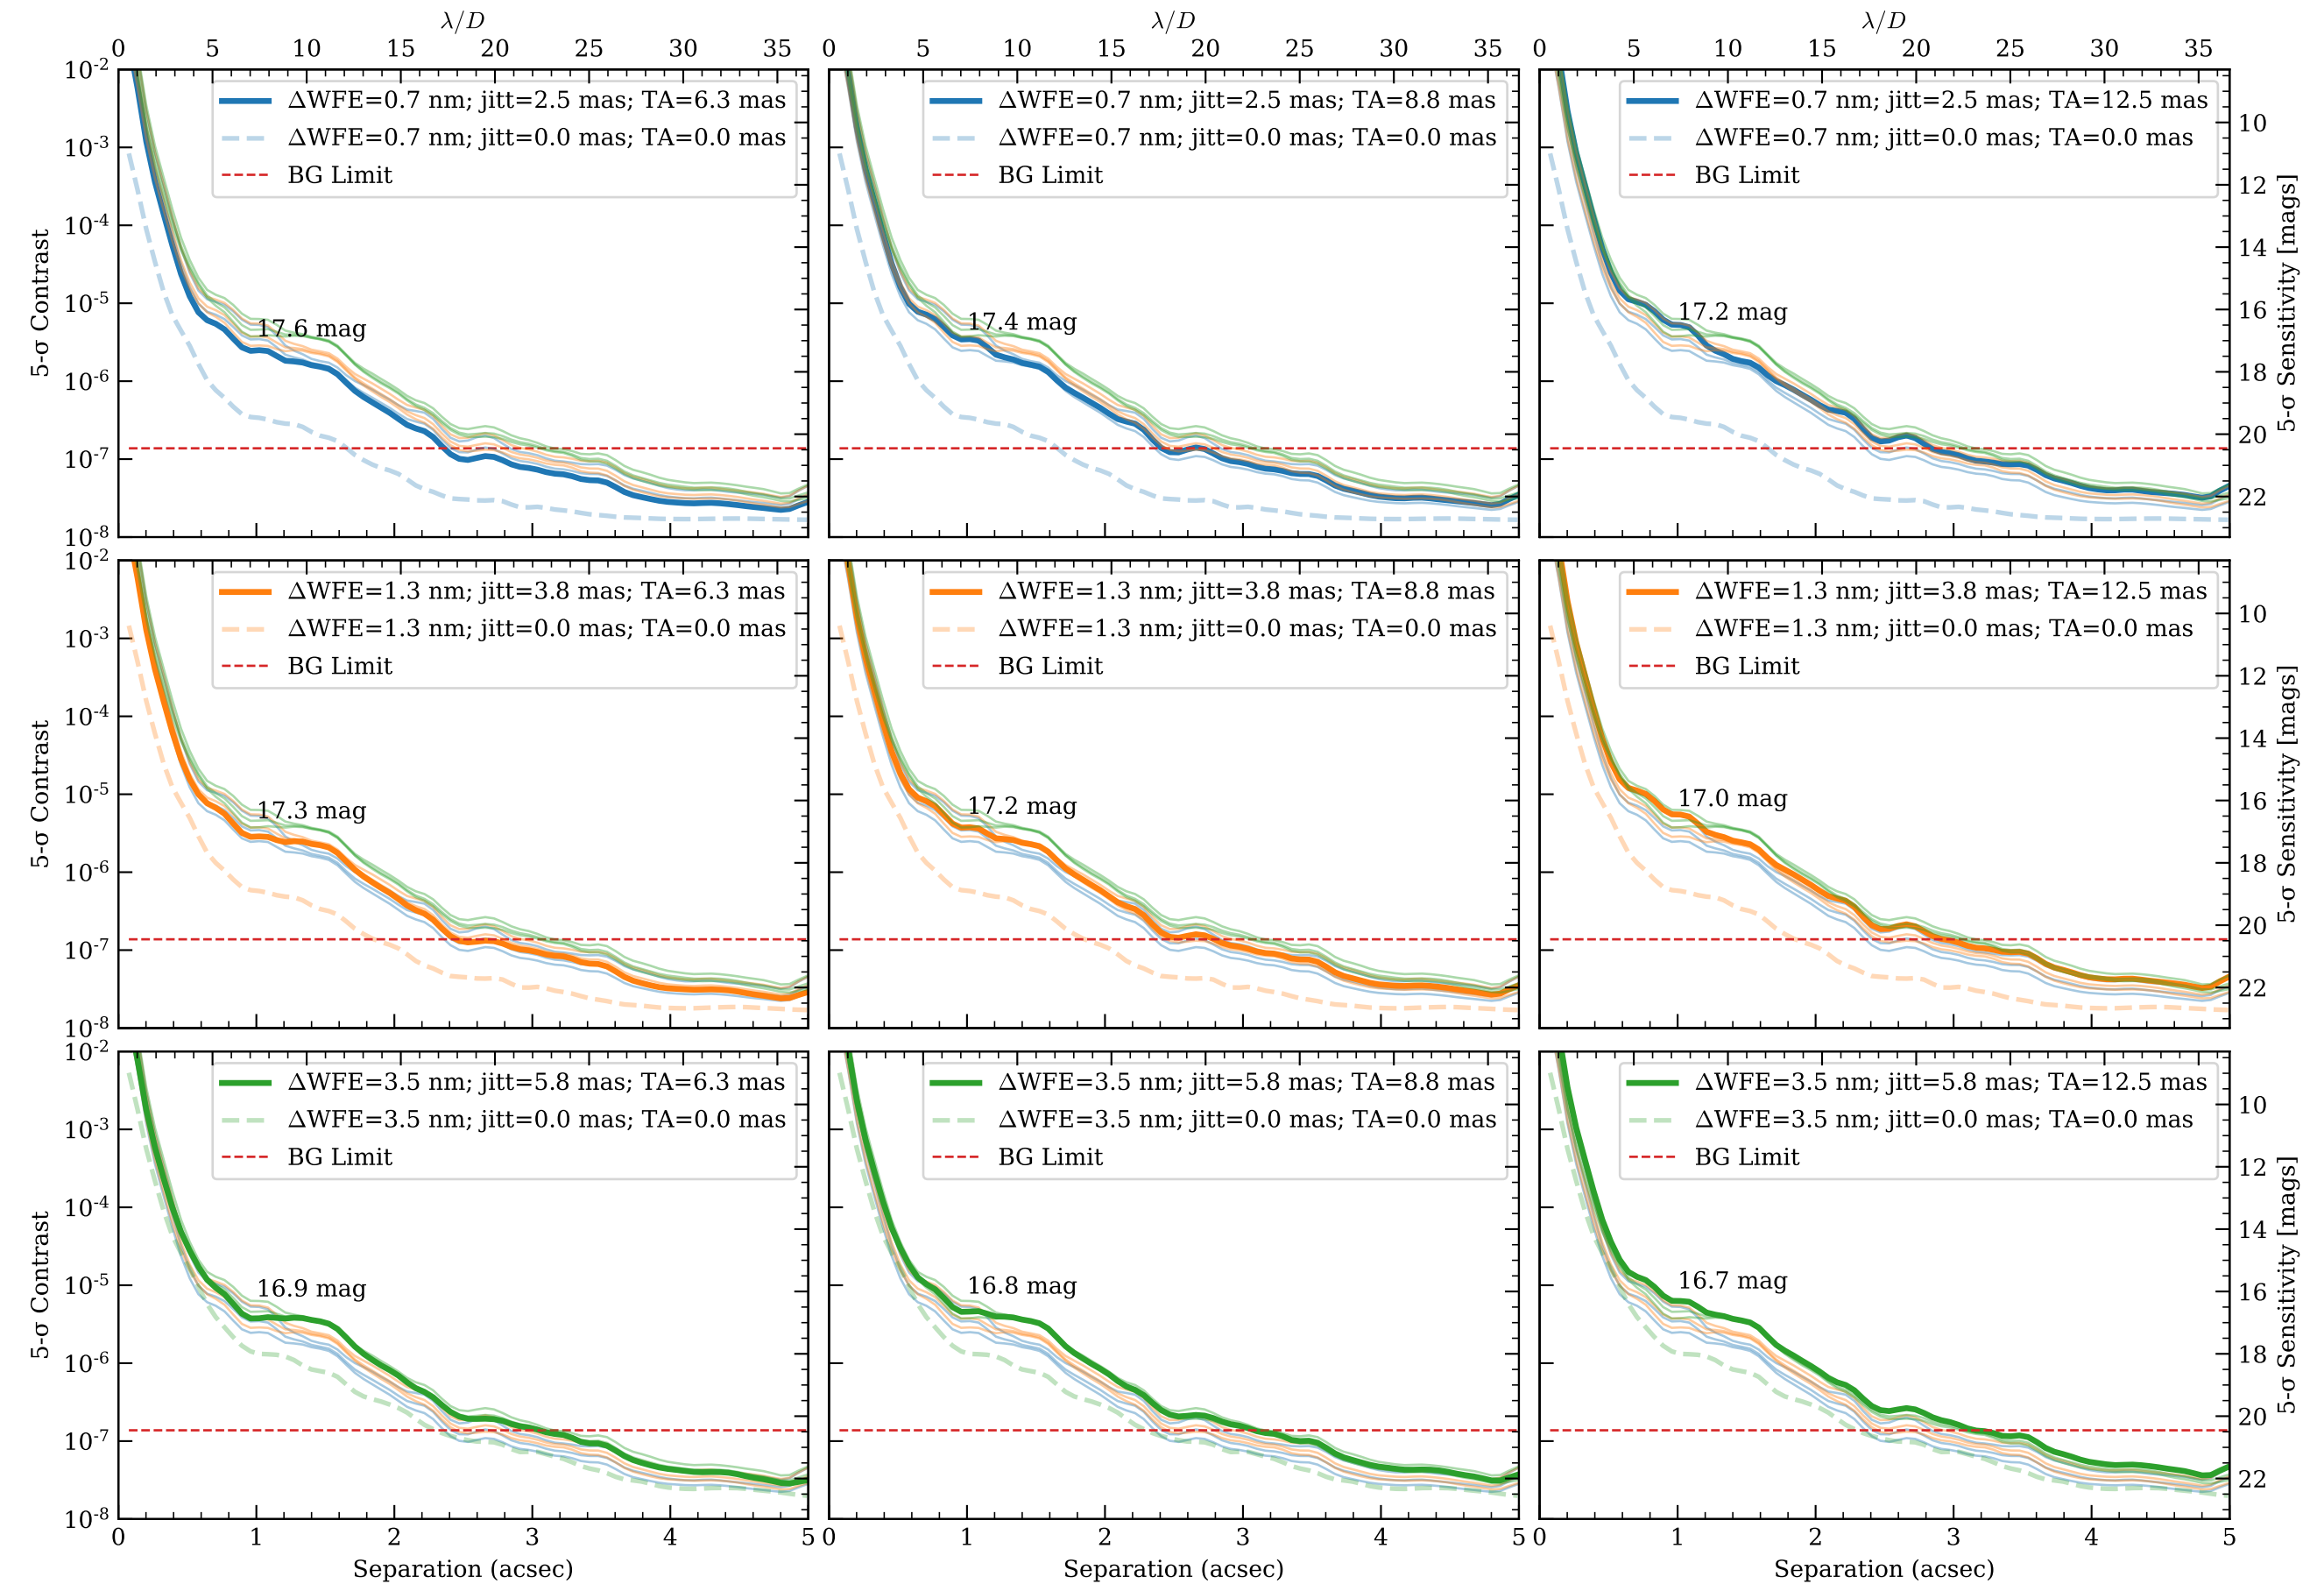 λ/D λ/D λ/D
0 5 10 15 20 25 30 35 0 5 10 15 20 25 30 35 0 5 10 15 20 25 30 35
10-2
ΔWFE=0.7 nm; jitt=2.5 mas; TA=6.3 mas
ΔWFE=0.7 nm; jitt=0.0 mas; TA=0.0 mas
BG Limit
ΔWFE=0.7 nm; jitt=2.5 mas; TA=8.8 mas
ΔWFE=0.7 nm; jitt=0.0 mas; TA=0.0 mas
BG Limit
ΔWFE=0.7 nm; jitt=2.5 mas; TA=12.5 mas
ΔWFE=0.7 nm; jitt=0.0 mas; TA=0.0 mas
BG Limit
10-3
10-4
10-5
10-6
10-7
10-8
5-σ Contrast
17.6 mag
17.4 mag
17.2 mag
10
12
14
16
18
20
22
5-σ Sensitivity [mags]
10-2
ΔWFE=1.3 nm; jitt=3.8 mas; TA=6.3 mas
ΔWFE=1.3 nm; jitt=0.0 mas; TA=0.0 mas
BG Limit
ΔWFE=1.3 nm; jitt=3.8 mas; TA=8.8 mas
ΔWFE=1.3 nm; jitt=0.0 mas; TA=0.0 mas
BG Limit
ΔWFE=1.3 nm; jitt=3.8 mas; TA=12.5 mas
ΔWFE=1.3 nm; jitt=0.0 mas; TA=0.0 mas
BG Limit
10-3
10-4
10-5
10-6
10-7
10-8
5-σ Contrast
17.3 mag
17.2 mag
17.0 mag
10
12
14
16
18
20
22
5-σ Sensitivity [mags]
10-2
ΔWFE=3.5 nm; jitt=5.8 mas; TA=6.3 mas
ΔWFE=3.5 nm; jitt=0.0 mas; TA=0.0 mas
BG Limit
ΔWFE=3.5 nm; jitt=5.8 mas; TA=8.8 mas
ΔWFE=3.5 nm; jitt=0.0 mas; TA=0.0 mas
BG Limit
ΔWFE=3.5 nm; jitt=5.8 mas; TA=12.5 mas
ΔWFE=3.5 nm; jitt=0.0 mas; TA=0.0 mas
BG Limit
10-3
10-4
10-5
10-6
10-7
10-8
5-σ Contrast
16.9 mag
16.8 mag
16.7 mag
10
12
14
16
18
20
22
5-σ Sensitivity [mags]
0 1 2 3 4 5 0 1 2 3 4 5 0 1 2 3 4 5
Separation (acsec) Separation (acsec) Separation (acsec)